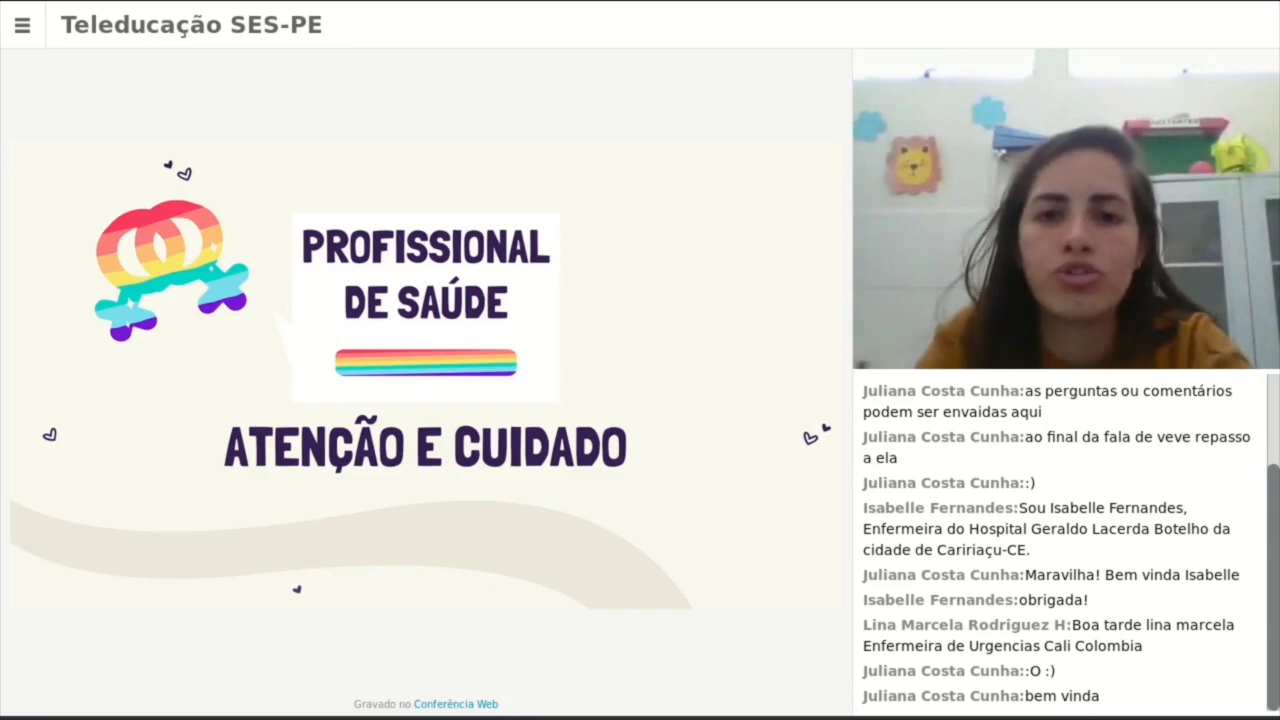 Teleducação SES-PE
PROFISSIONAL
DE SAÚDE
ATENÇÃO E CUIDADO
Gravado no Conferência Web
Juliana Costa Cunha:as perguntas ou comentários
podem ser envaidas aqui
Juliana Costa Cunha:ao final da fala de veve repasso
a ela
Juliana Costa Cunha::)
Isabelle Fernandes:Sou Isabelle Fernandes,
Enfermeira do Hospital Geraldo Lacerda Botelho da
cidade de Caririaçu-CE.
Juliana Costa Cunha:Maravilha! Bem vinda Isabelle
Isabelle Fernandes:obrigada!
Lina Marcela Rodriguez H:Boa tarde lina marcela
Enfermeira de Urgencias Cali Colombia
Juliana Costa Cunha::O :)
Juliana Costa Cunha:bem vinda